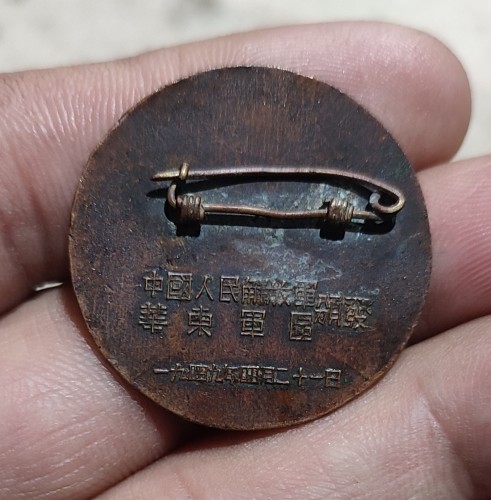 中國人民解放軍
華東軍區頒發
一九四九年四月二十一日